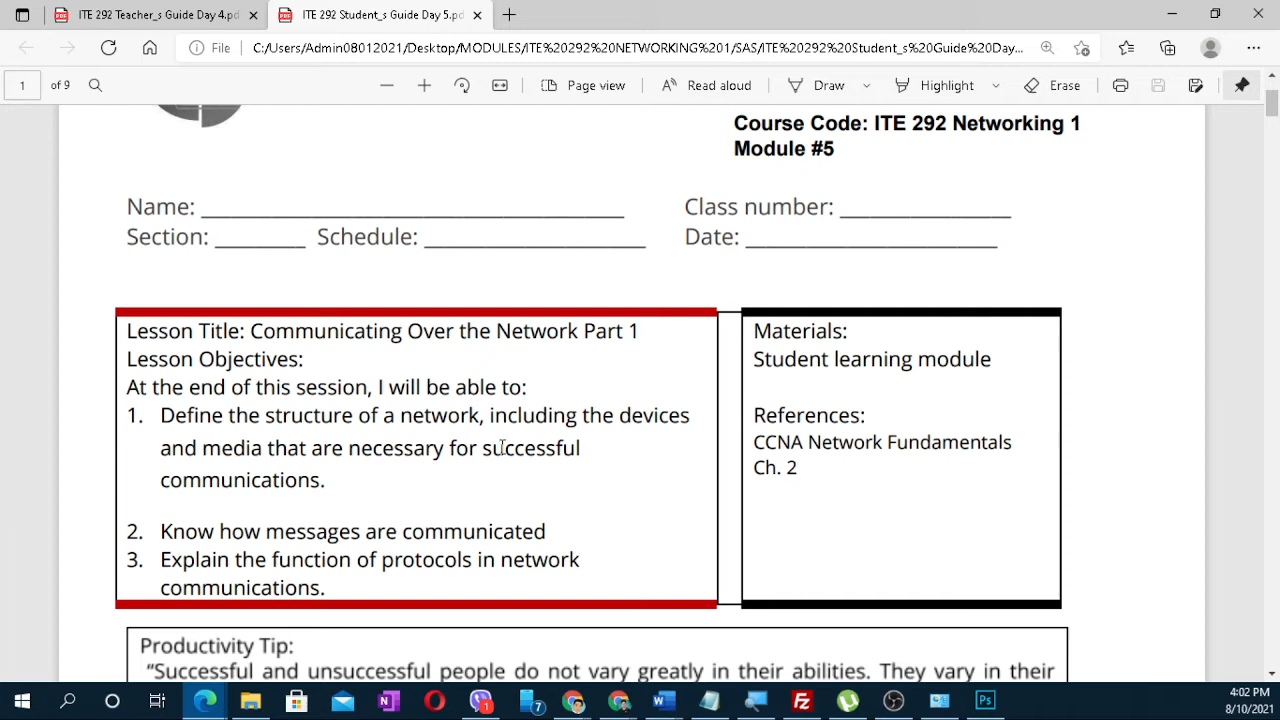 ITE 292 Teacher_s Guide Day 4.pd
ITE 292 Student_s Guide Day 5.pd
File
C:/Users/Admin08012021/Desktop/MODULES/ITE%20292%20NETWORKING%201/SAS/ITE%20292%20Student_s%20Guide%20Day...
1 of 9
Page view
Read aloud
Draw
Highlight
Erase
Course Code: ITE 292 Networking 1
Module #5
Name: ____________________________________ Class number: _______________
Section: ________ Schedule: ____________________ Date: ______________________
Lesson Title: Communicating Over the Network Part 1
Lesson Objectives:
At the end of this session, I will be able to:
1. Define the structure of a network, including the devices
and media that are necessary for successful
communications.
2. Know how messages are communicated
3. Explain the function of protocols in network
communications.
Materials:
Student learning module
References:
CCNA Network Fundamentals
Ch. 2
Productivity Tip:
“Successful and unsuccessful people do not vary greatly in their abilities. They vary in their
1
7
4:02 PM
8/10/2021